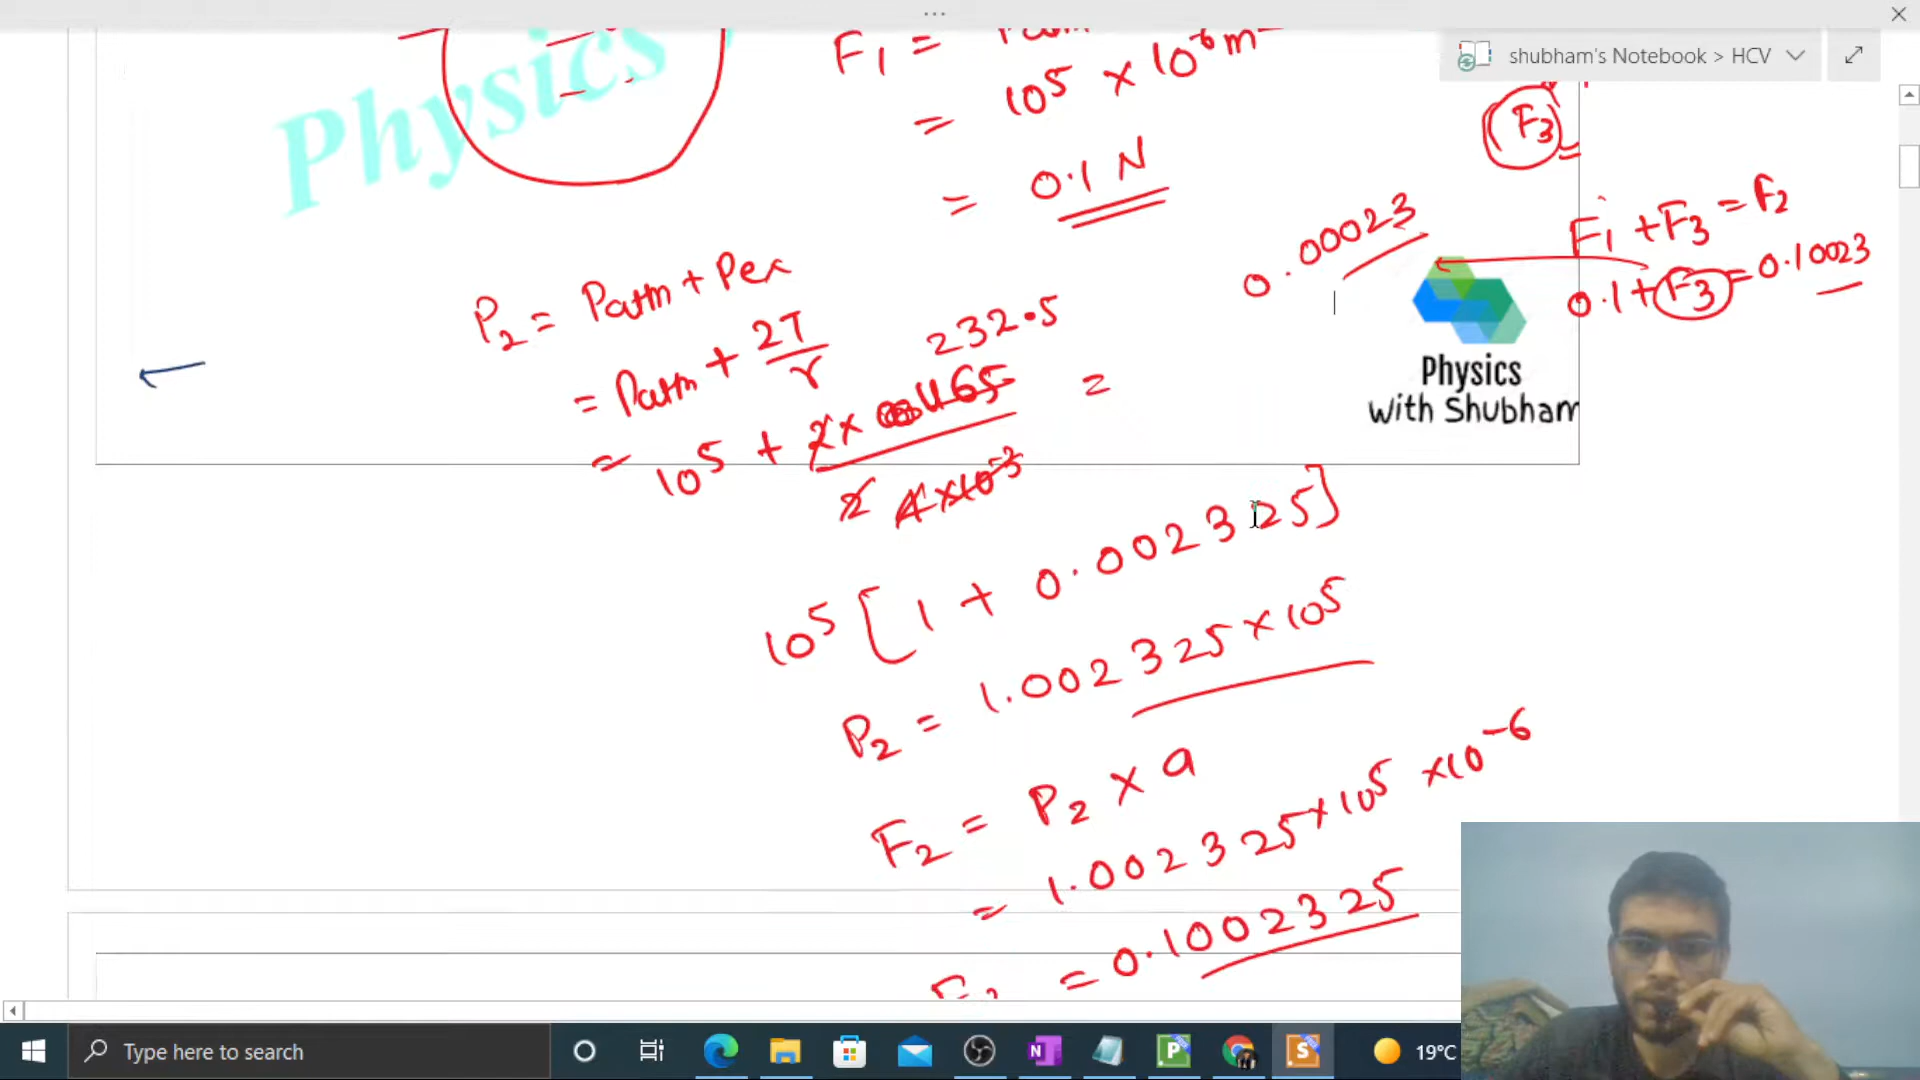 shubham's Notebook > HCV
Physics
F1 =
= 10⁵ × 10⁻⁶ m
= 0.1 N
F3
F1 + F3 = F2
0.1 + F3 = 0.10023
0.00023
P2 = Patm + Pex
= Patm + 2T/r
232.5
= 10⁵ + 2 × 0.465 / 4×10⁻³ =
2
Physics
with Shubham
10⁵ [1 + 0.002325]
P2 = 1.002325 × 10⁵
F2 = P2 × a
= 1.002325 × 10⁵ × 10⁻⁶
= 0.1002325
Type here to search
19°C